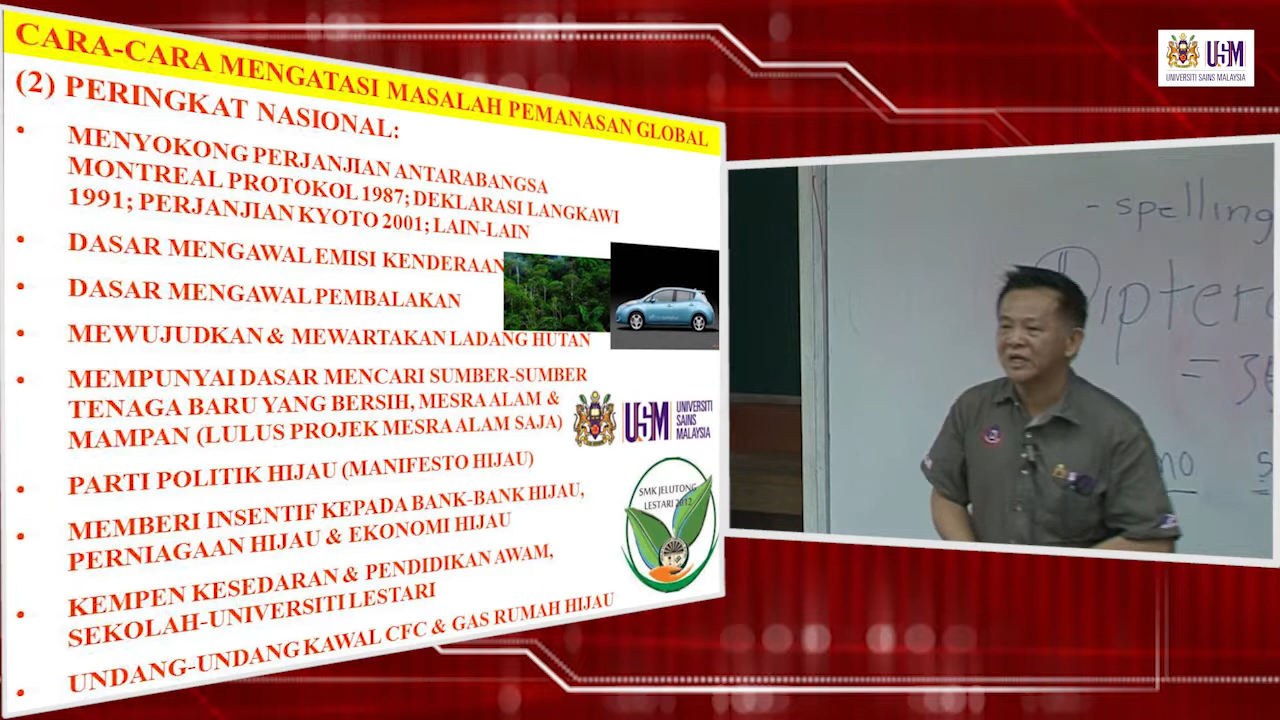 CARA-CARA MENGATASI MASALAH PEMANASAN GLOBAL
(2) PERINGKAT NASIONAL:
• MENYOKONG PERJANJIAN ANTARABANGSA
MONTREAL PROTOKOL 1987; DEKLARASI LANGKAWI
1991; PERJANJIAN KYOTO 2001; LAIN-LAIN
• DASAR MENGAWAL EMISI KENDERAAN
• DASAR MENGAWAL PEMBALAKAN
• MEWUJUDKAN & MEWARTAKAN LADANG HUTAN
• MEMPUNYAI DASAR MENCARI SUMBER-SUMBER
TENAGA BARU YANG BERSIH, MESRA ALAM &
MAMPAN (LULUS PROJEK MESRA ALAM SAJA)
• PARTI POLITIK HIJAU (MANIFESTO HIJAU)
• MEMBERI INSENTIF KEPADA BANK-BANK HIJAU,
PERNIAGAAN HIJAU & EKONOMI HIJAU
• KEMPEN KESEDARAN & PENDIDIKAN AWAM,
SEKOLAH-UNIVERSITI LESTARI
• UNDANG-UNDANG KAWAL CFC & GAS RUMAH HIJAU
USM
UNIVERSITI
SAINS
MALAYSIA
SMK JELUTONG
LESTARI 2012
USM
UNIVERSITI SAINS MALAYSIA
- spelling
Diptero